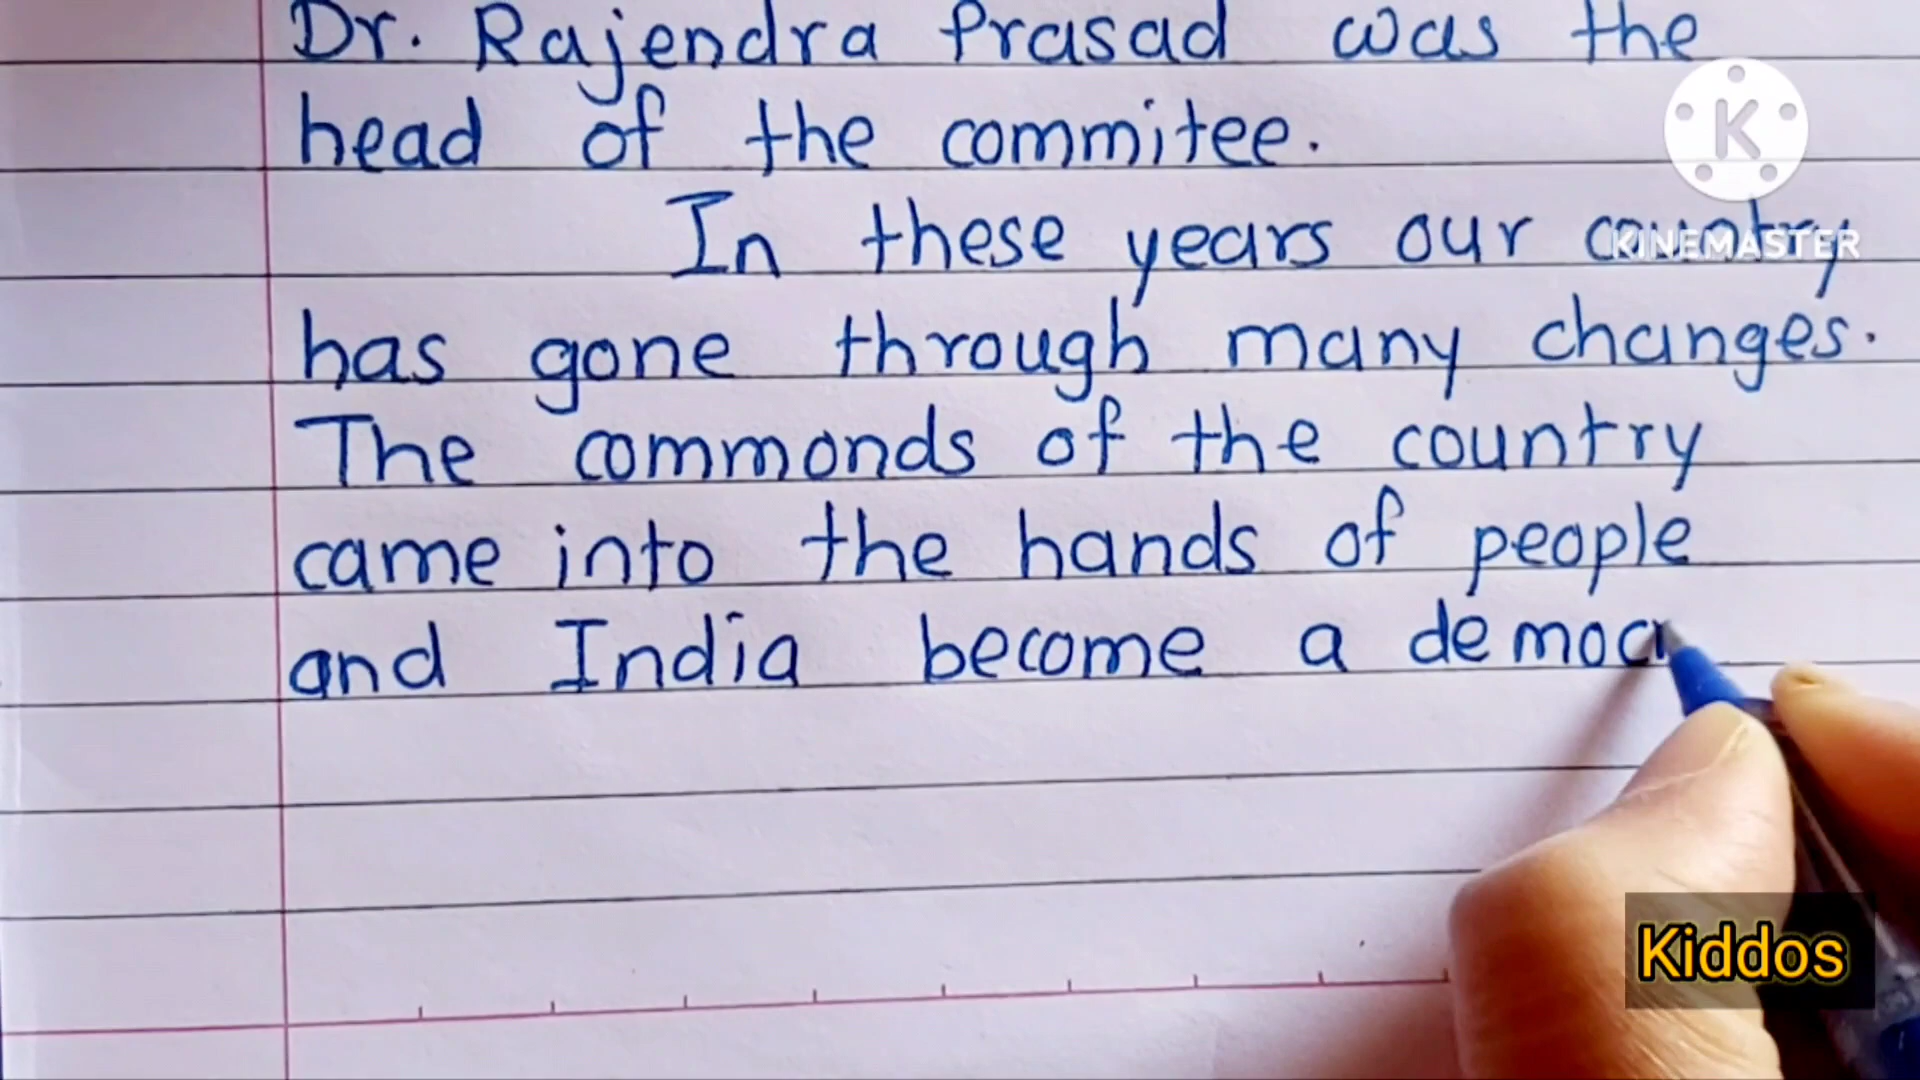 Dr. Rajendra Prasad was the
head of the commitee.
In these years our country
has gone through many changes.
The commonds of the country
came into the hands of people
and India become a democr
K
KINEMASTER
Kiddos